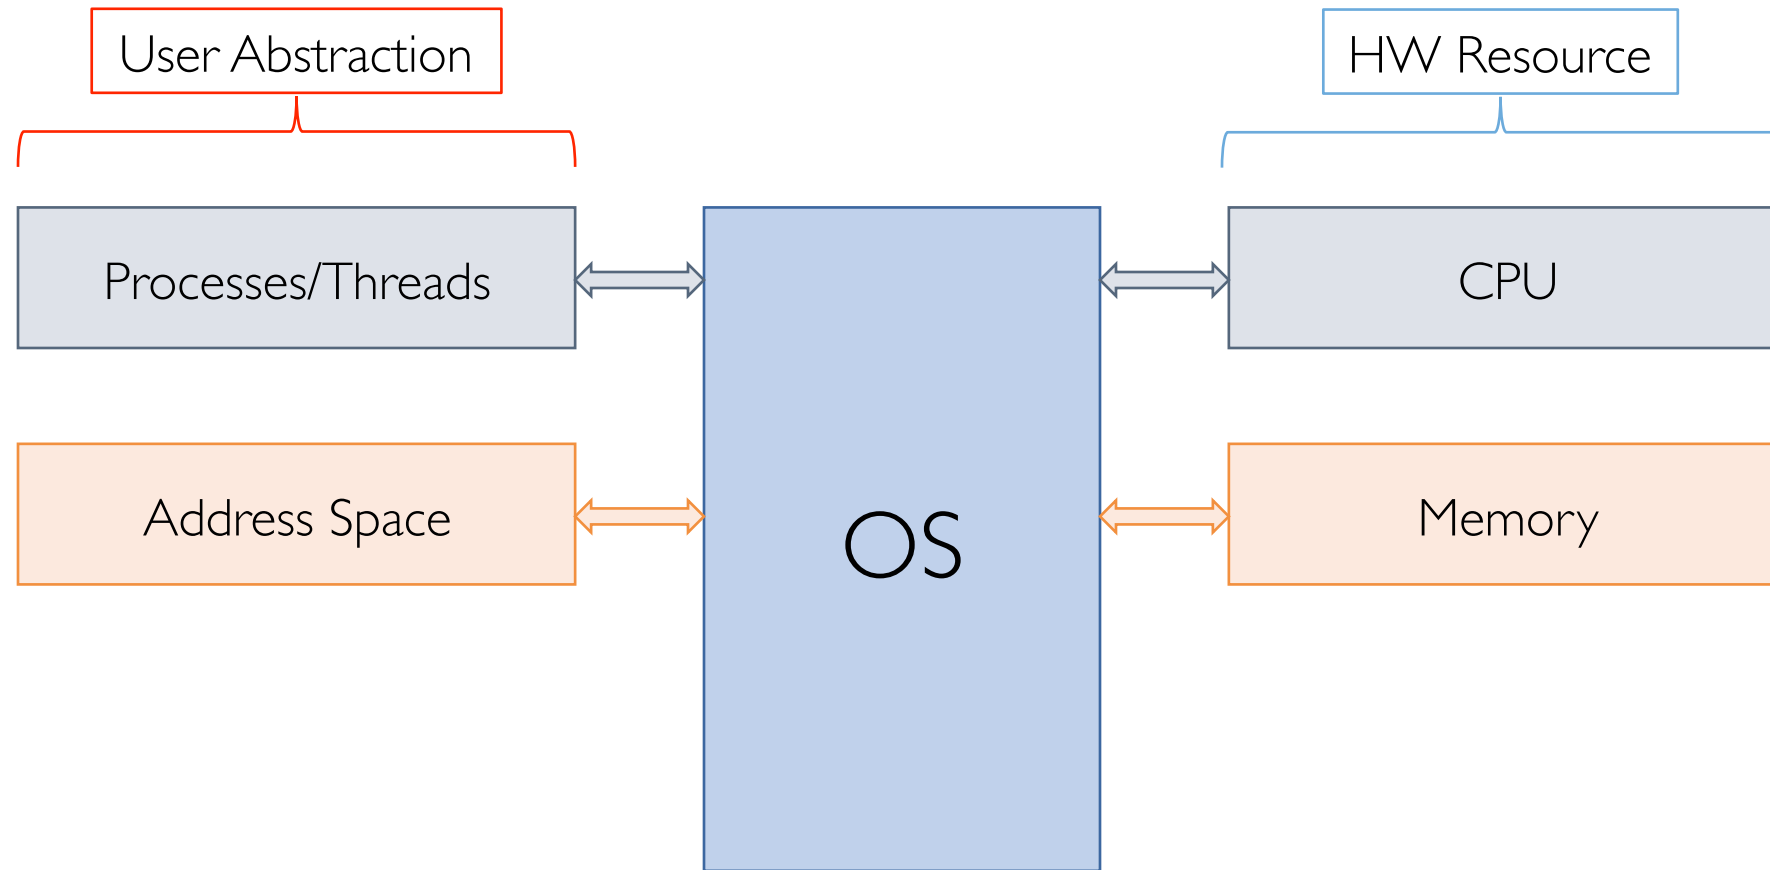 User Abstraction
HW Resource
Processes/Threads
CPU
Address Space
OS
Memory